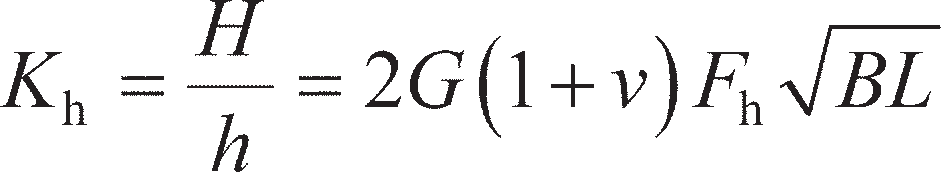 K_h = H/h = 2G(1+v)F_h√BL